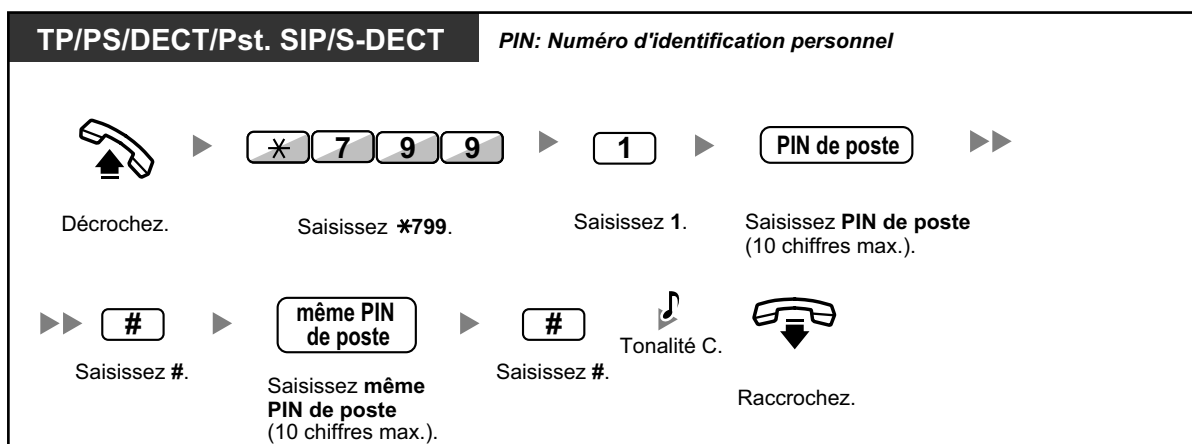 TP/PS/DECT/Pst. SIP/S-DECT
PIN: Numéro d'identification personnel
* 7 9 9
1
PIN de poste
Décrochez.
Saisissez *799.
Saisissez 1.
Saisissez PIN de poste
(10 chiffres max.).
#
même PIN
de poste
#
Tonalité C.
Saisissez #.
Saisissez même
PIN de poste
(10 chiffres max.).
Saisissez #.
Raccrochez.